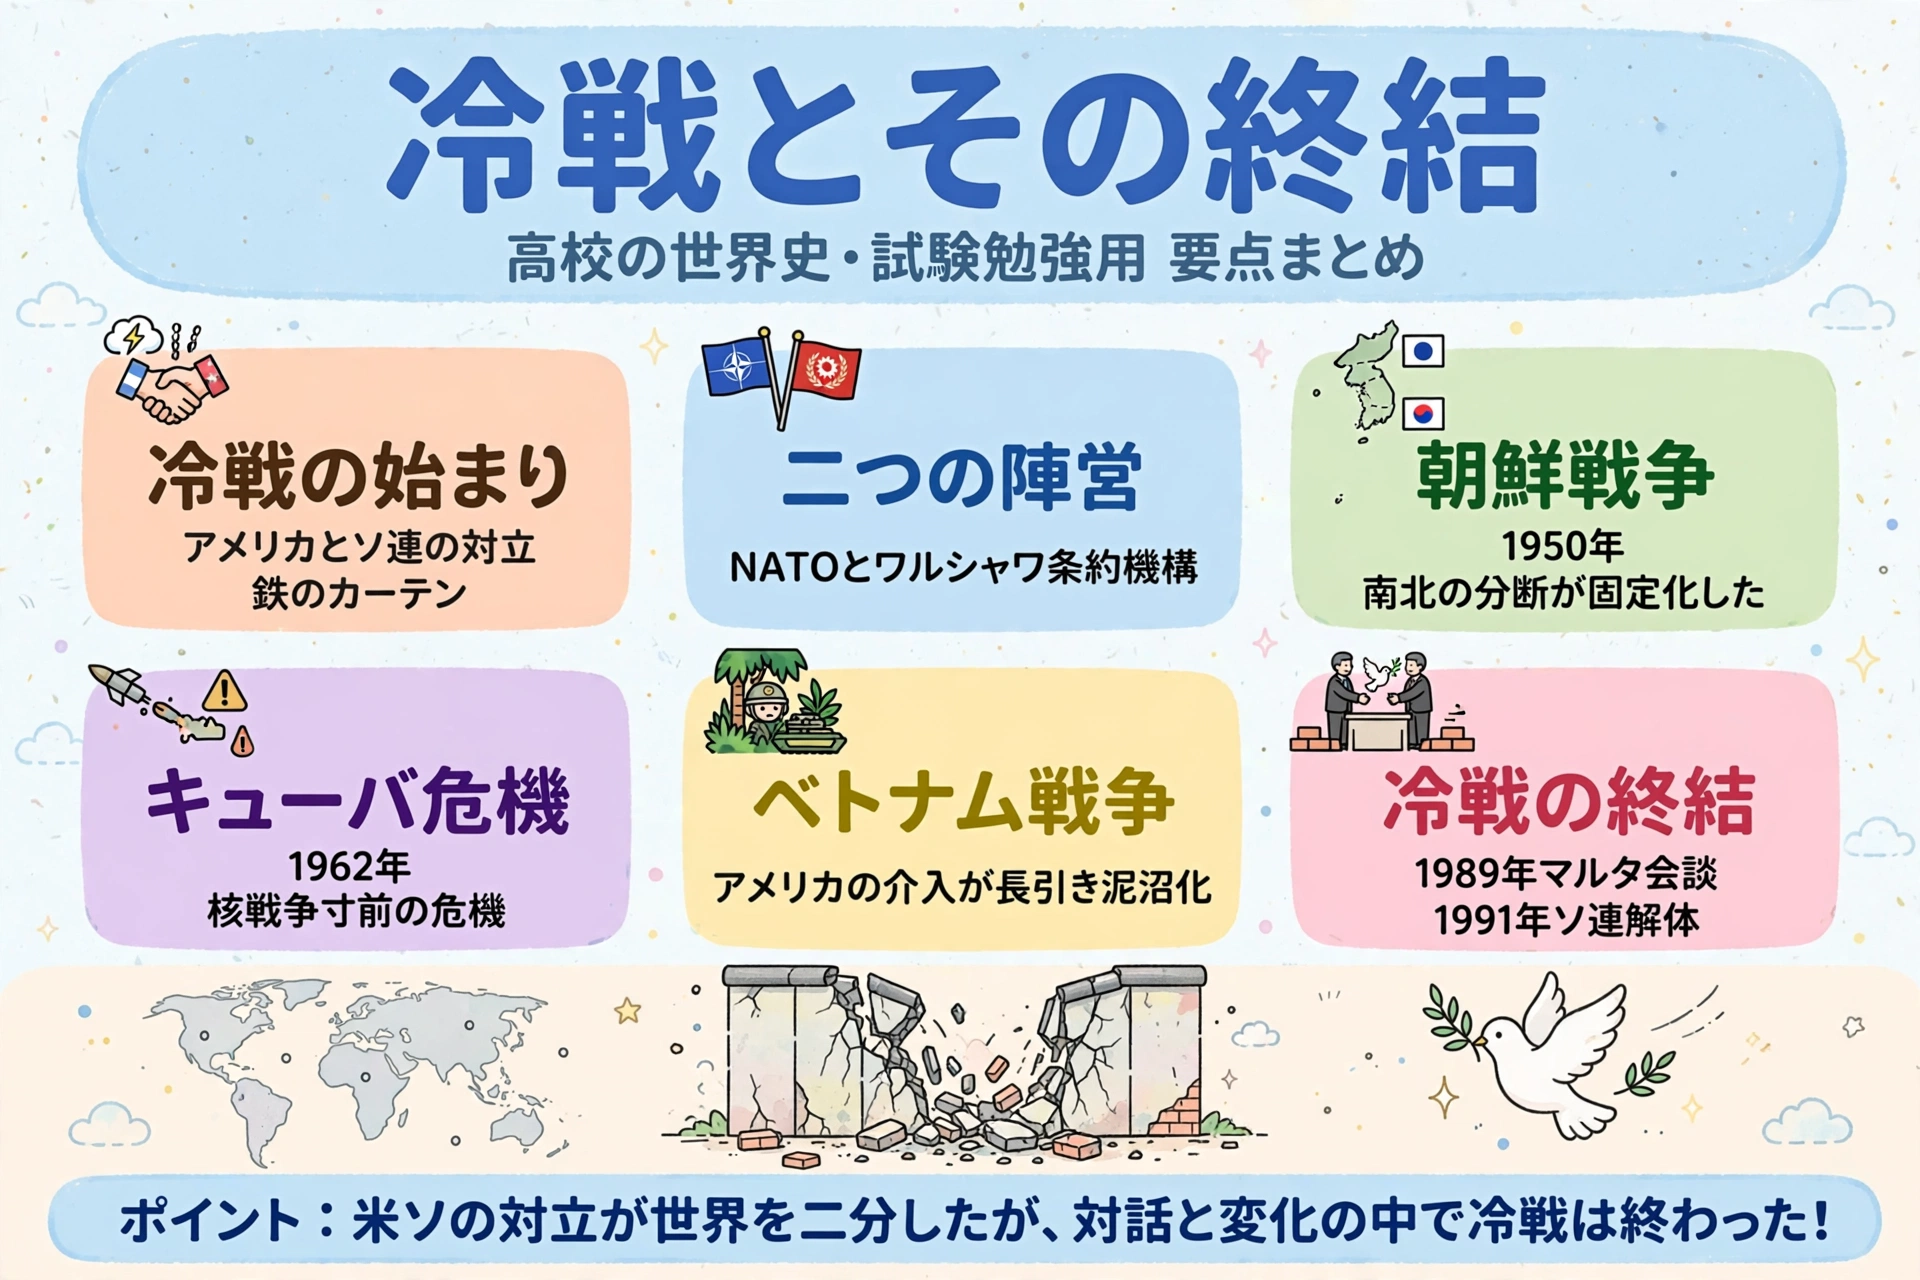 冷戦とその終結
高校の世界史・試験勉強用 要点まとめ
冷戦の始まり
アメリカとソ連の対立
鉄のカーテン
二つの陣営
NATOとワルシャワ条約機構
朝鮮戦争
1950年
南北の分断が固定化した
キューバ危機
1962年
核戦争寸前の危機
ベトナム戦争
アメリカの介入が長引き泥沼化
冷戦の終結
1989年マルタ会談
1991年ソ連解体
ポイント：米ソの対立が世界を二分したが、対話と変化の中で冷戦は終わった！